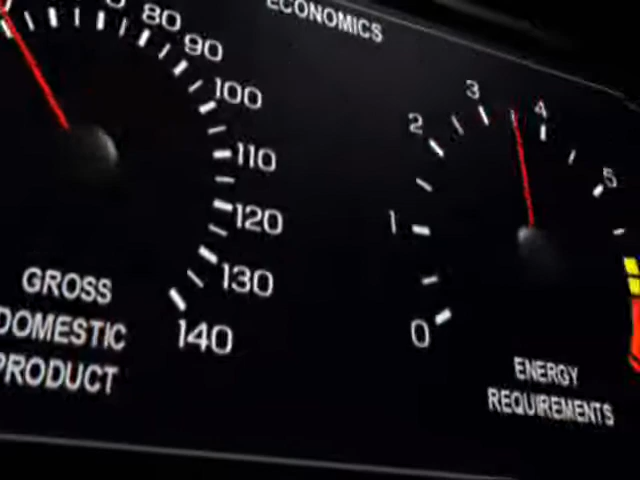 ECONOMICS
80
90
100
110
120
130
140
GROSS
DOMESTIC
PRODUCT
0
1
2
3
4
5
ENERGY
REQUIREMENTS